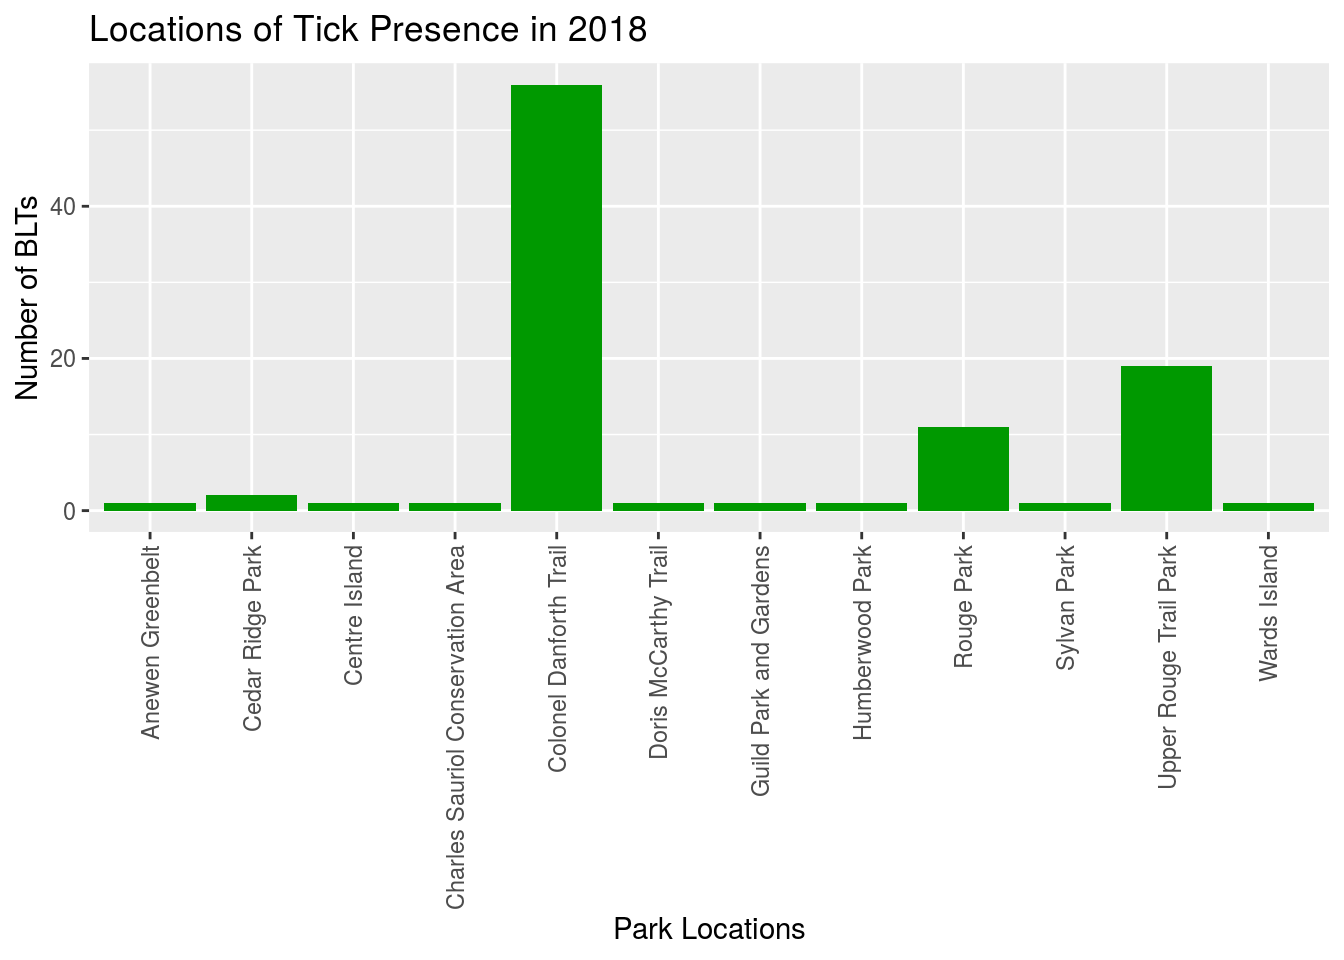 Locations of Tick Presence in 2018
Number of BLTs
40
20
0
Anewen Greenbelt
Cedar Ridge Park
Centre Island
Charles Sauriol Conservation Area
Colonel Danforth Trail
Doris McCarthy Trail
Guild Park and Gardens
Humberwood Park
Rouge Park
Sylvan Park
Upper Rouge Trail Park
Wards Island
Park Locations